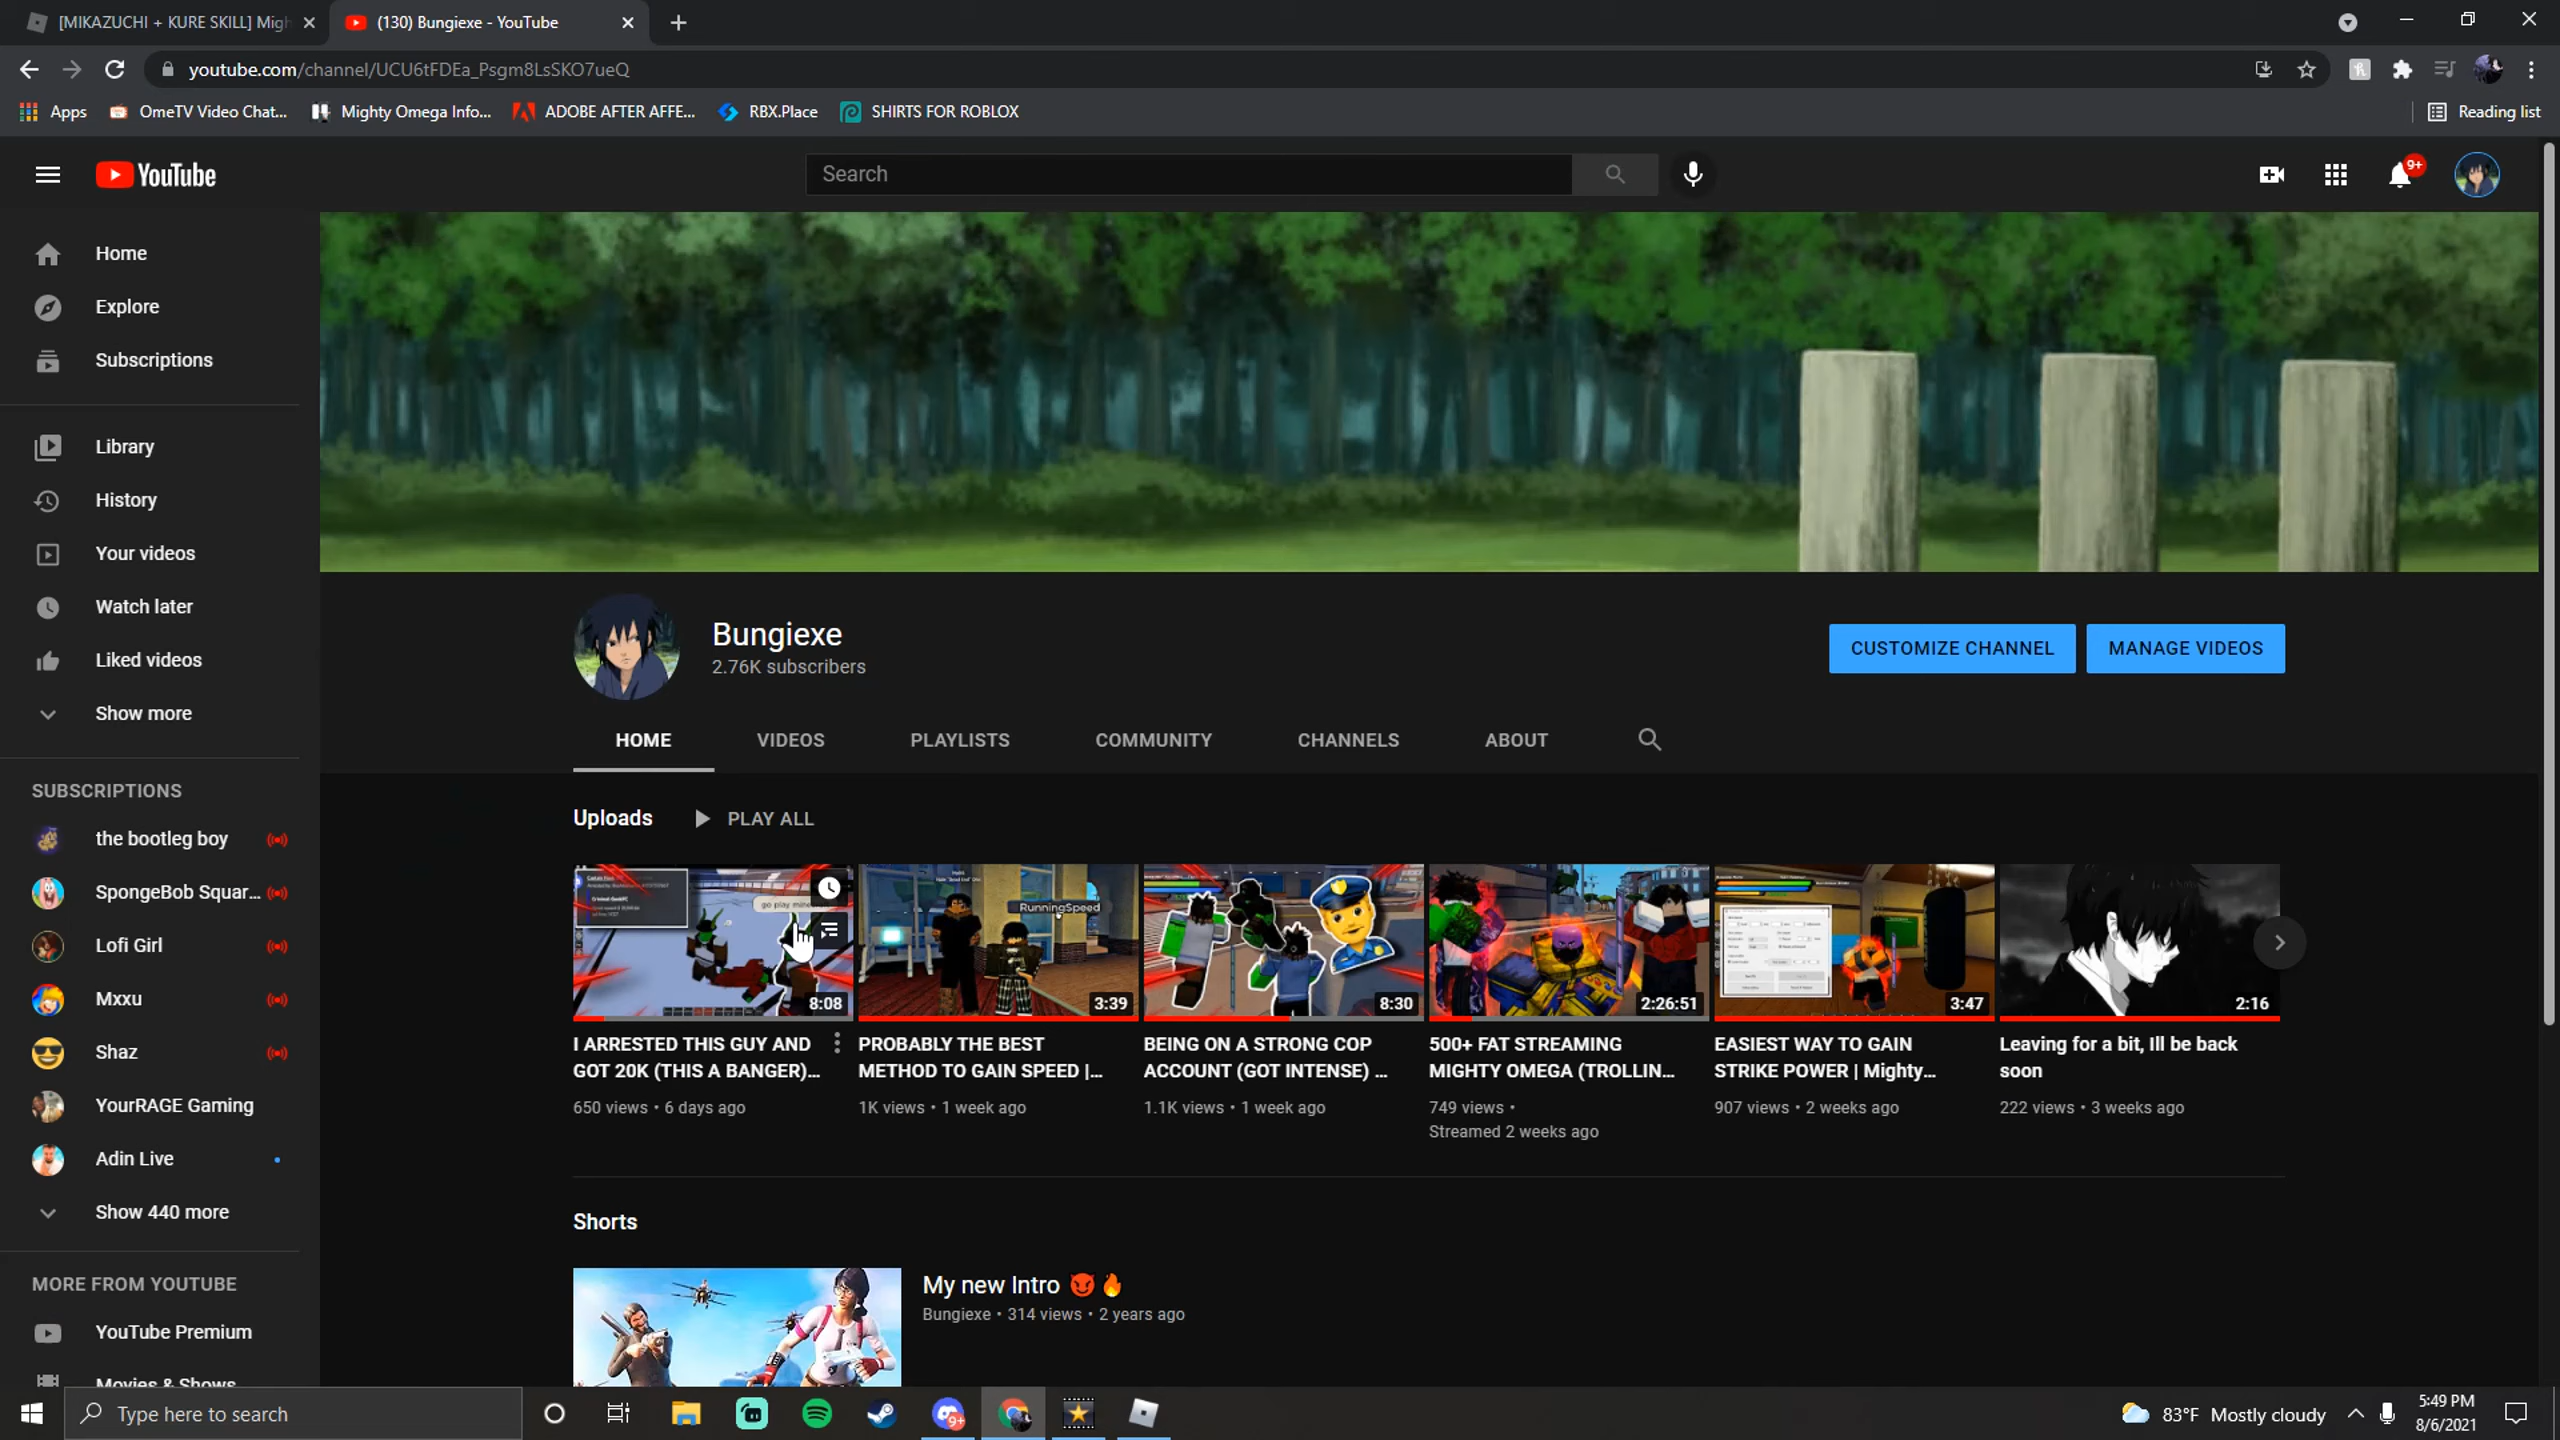 [MIKAZUCHI + KURE SKILL] Migh
(130) Bungiexe - YouTube
youtube.com/channel/UCU6tFDEa_Psgm8LsSKO7ueQ
Apps
OmeTV Video Chat...
Mighty Omega Info...
ADOBE AFTER AFFE...
RBX.Place
SHIRTS FOR ROBLOX
Reading list
YouTube
Search
9+
Home
Explore
Subscriptions
Library
History
Your videos
Watch later
Liked videos
Show more
SUBSCRIPTIONS
the bootleg boy
SpongeBob Squar...
Lofi Girl
Mxxu
Shaz
YourRAGE Gaming
Adin Live
Show 440 more
MORE FROM YOUTUBE
YouTube Premium
Movies & Shows
Bungiexe
2.76K subscribers
CUSTOMIZE CHANNEL
MANAGE VIDEOS
HOME
VIDEOS
PLAYLISTS
COMMUNITY
CHANNELS
ABOUT
Uploads
PLAY ALL
go play mine
8:08
I ARRESTED THIS GUY AND
GOT 20K (THIS A BANGER)...
650 views • 6 days ago
RunningSpeed
3:39
PROBABLY THE BEST
METHOD TO GAIN SPEED |...
1K views • 1 week ago
8:30
BEING ON A STRONG COP
ACCOUNT (GOT INTENSE) ...
1.1K views • 1 week ago
2:26:51
500+ FAT STREAMING
MIGHTY OMEGA (TROLLIN...
749 views •
Streamed 2 weeks ago
3:47
EASIEST WAY TO GAIN
STRIKE POWER | Mighty...
907 views • 2 weeks ago
2:16
Leaving for a bit, Ill be back
soon
222 views • 3 weeks ago
Shorts
My new Intro 😈🔥
Bungiexe • 314 views • 2 years ago
Type here to search
9+
83°F Mostly cloudy
5:49 PM
8/6/2021